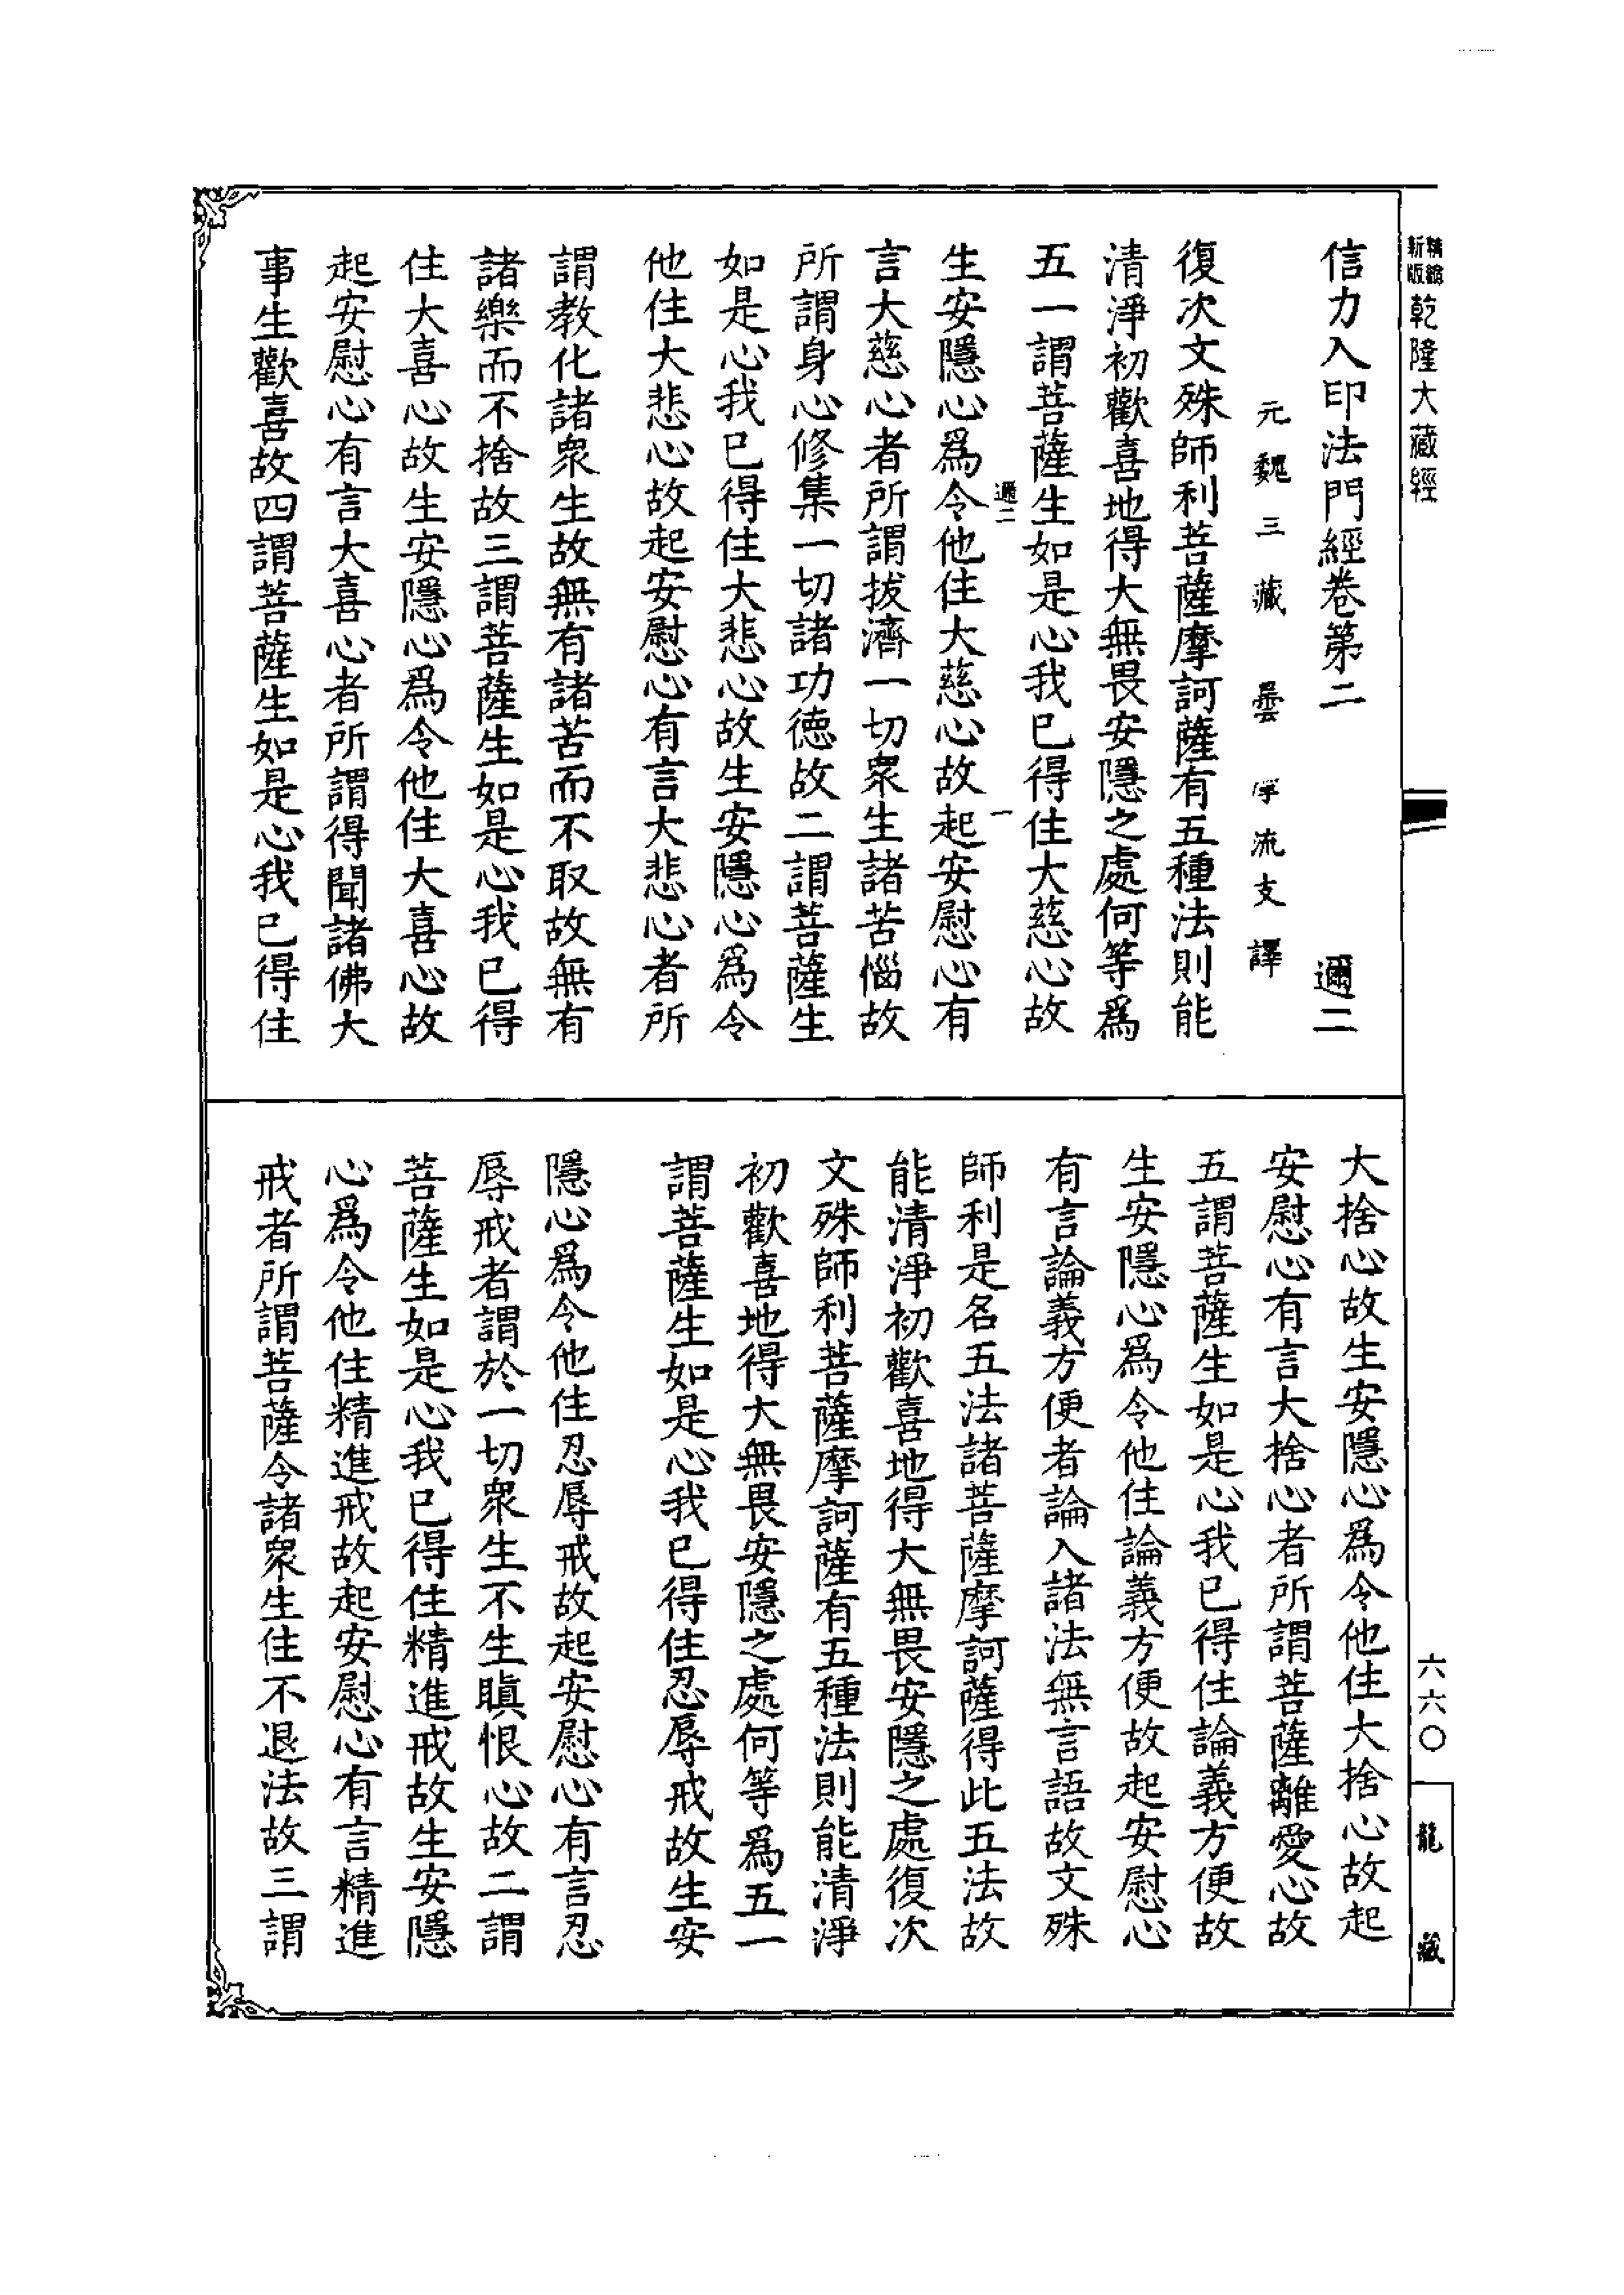 新版
精縮
乾隆大藏經
信力入印法門經卷第二 邇二
元魏三藏曇摩流支譯
復次文殊師利菩薩摩訶薩有五種法則能
清淨初歡喜地得大無畏安隱之處何等爲
五一謂菩薩生如是心我已得住大慈心故
邇二 一
生安隱心爲令他住大慈心故起安慰心有
言大慈心者所謂拔濟一切衆生諸苦惱故
所謂身心修集一切諸功德故二謂菩薩生
如是心我已得住大悲心故生安隱心爲令
他住大悲心故起安慰心有言大悲心者所
謂教化諸衆生故無有諸苦而不取故無有
諸樂而不捨故三謂菩薩生如是心我已得
住大喜心故生安隱心爲令他住大喜心故
起安慰心有言大喜心者所謂得聞諸佛大
事生歡喜故四謂菩薩生如是心我已得住
大捨心故生安隱心爲令他住大捨心故起
安慰心有言大捨心者所謂菩薩離愛心故
五謂菩薩生如是心我已得住論義方便故
生安隱心爲令他住論義方便故起安慰心
有言論義方便者論入諸法無言語故文殊
師利是名五法諸菩薩摩訶薩得此五法故
能清淨初歡喜地得大無畏安隱之處復次
文殊師利菩薩摩訶薩有五種法則能清淨
初歡喜地得大無畏安隱之處何等爲五一
謂菩薩生如是心我已得住忍辱戒故生安
隱心爲令他住忍辱戒故起安慰心有言忍
辱戒者謂於一切衆生不生瞋恨心故二謂
菩薩生如是心我已得住精進戒故生安隱
心爲令他住精進戒故起安慰心有言精進
戒者所謂菩薩令諸衆生住不退法故三謂
六六〇
龍藏